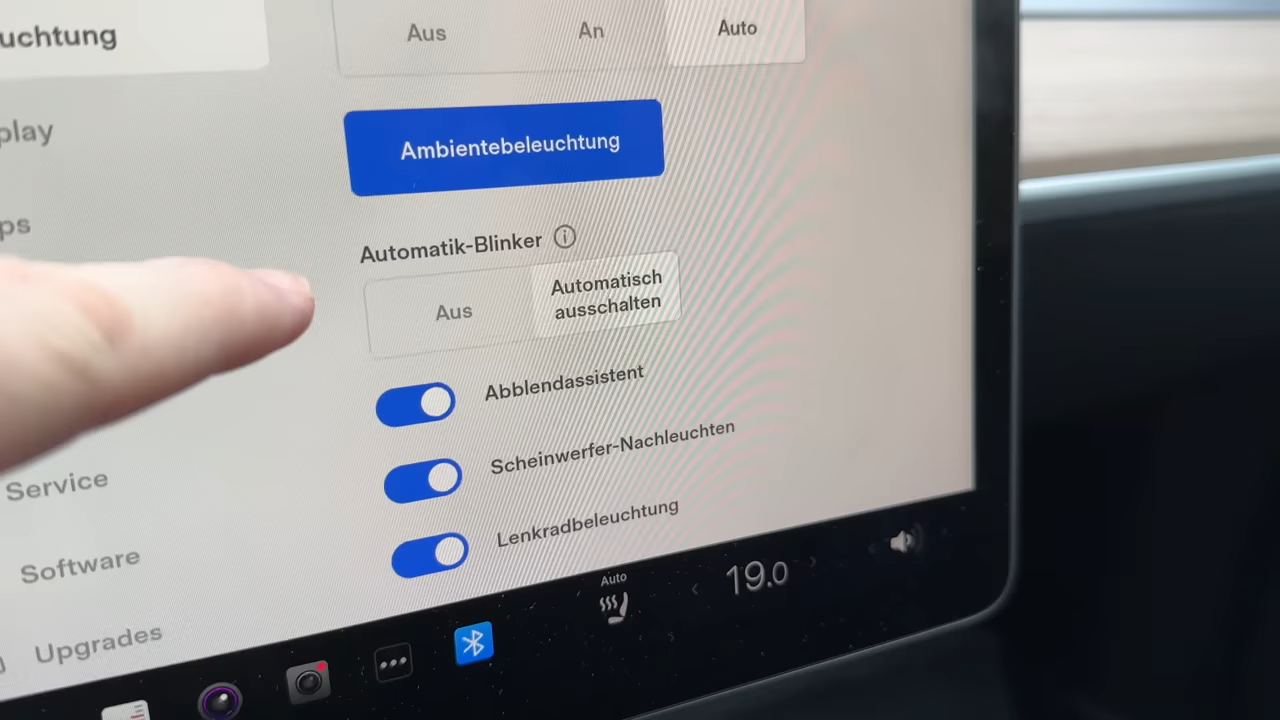 uchtung
Aus
An
Auto
play
Ambientebeleuchtung
ps
Automatik-Blinker
Aus
Automatisch
ausschalten
Abblendassistent
Scheinwerfer-Nachleuchten
Service
Lenkradbeleuchtung
Software
Upgrades
Auto
19.0